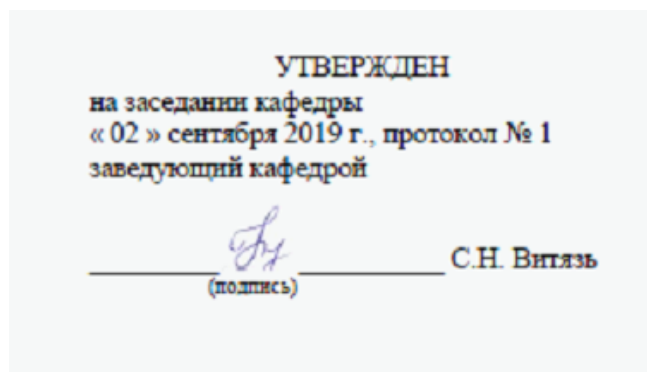 УТВЕРЖДЕН
на заседании кафедры
« 02 » сентября 2019 г., протокол № 1
заведующий кафедрой
С.Н. Витязь
(подпись)